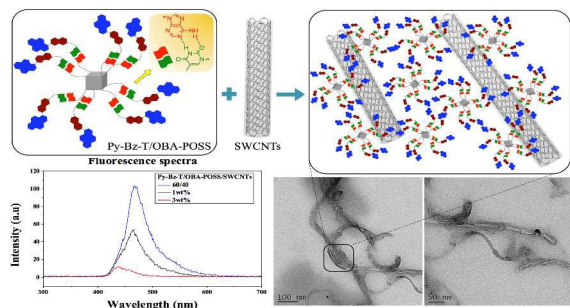 Py-Bz-T/OBA-POSS
SWCNTs
Fluorescence spectra
Py-Bz-T/OBA-POSS/SWCNTs
60/40
1wt%
3wt%
Intensity (a.u)
100
80
60
40
20
0
300
400
500
600
700
Wavelength (nm)
100 nm
50 nm